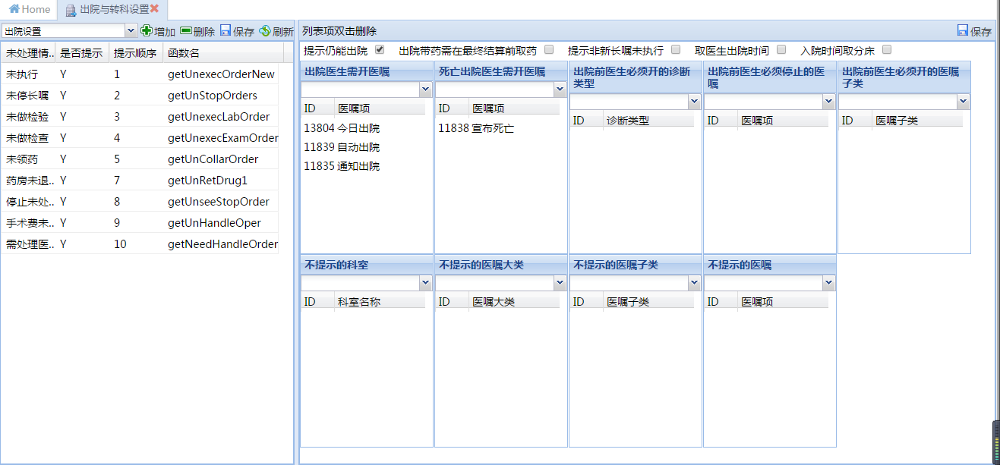 Home 出院与转科设置
出院设置 增加 删除 保存 刷新
未处理情.. 是否提示 提示顺序 函数名
未执行 Y 1 getUnexecOrderNew
未停长嘱 Y 2 getUnStopOrders
未做检验 Y 3 getUnexecLabOrder
未做检查 Y 4 getUnexecExamOrder
未领药 Y 5 getUnCollarOrder
药房未退.. Y 7 getUnRetDrug1
停止未处.. Y 8 getUnseeStopOrder
手术费未.. Y 9 getUnHandleOper
需处理医.. Y 10 getNeedHandleOrder
列表项双击删除 保存
提示仍能出院 出院带药需在最终结算前取药 提示非新长嘱未执行 取医生出院时间 入院时间取分床
出院医生需开医嘱
ID 医嘱项
13804 今日出院
11839 自动出院
11835 通知出院
死亡出院医生需开医嘱
ID 医嘱项
11838 宣布死亡
出院前医生必须开的诊断
类型
ID 诊断类型
出院前医生必须停止的医
嘱
ID 医嘱项
出院前医生必须开的医嘱
子类
ID 医嘱子类
不提示的科室
ID 科室名称
不提示的医嘱大类
ID 医嘱大类
不提示的医嘱子类
ID 医嘱子类
不提示的医嘱
ID 医嘱项